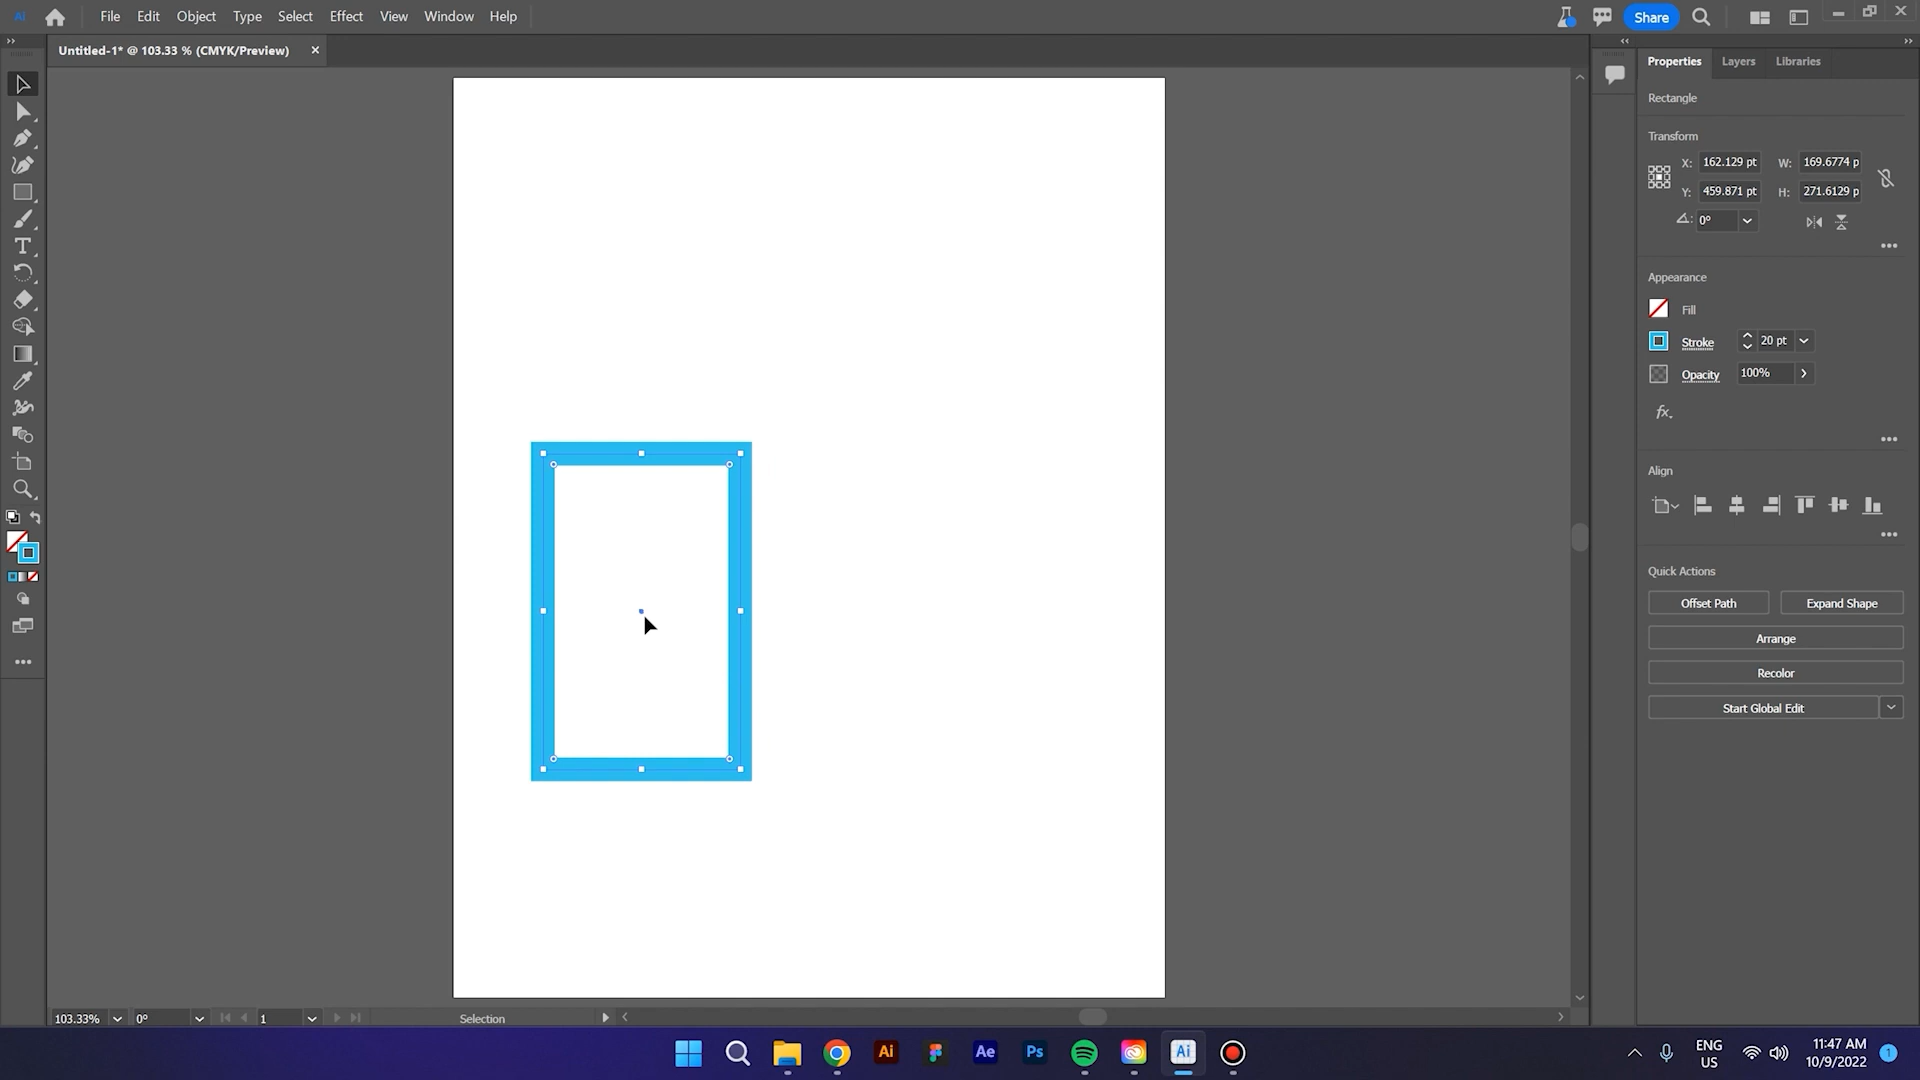 Ai File Edit Object Type Select Effect View Window Help Share
Untitled-1* @ 103.33 % (CMYK/Preview)
Properties Layers Libraries
Rectangle
Transform
X: 162.129 pt W: 169.6774 p
Y: 459.871 pt H: 271.6129 p
0°
Appearance
Fill
Stroke 20 pt
Opacity 100%
fx.
Align
Quick Actions
Offset Path Expand Shape
Arrange
Recolor
Start Global Edit
103.33% 0° 1 Selection
Ai Ae Ps Ai
ENG
US
11:47 AM
10/9/2022
1